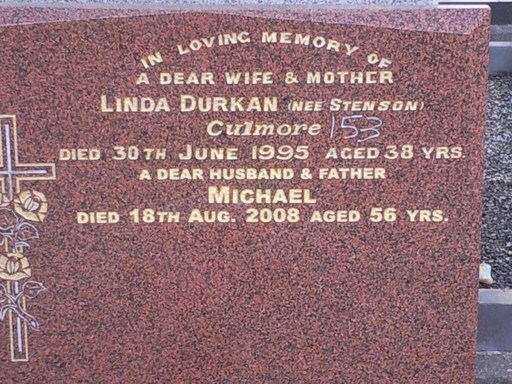 IN LOVING MEMORY OF
A DEAR WIFE & MOTHER
LINDA DURKAN (NEE STENSON)
Culmore 153
DIED 30TH JUNE 1995 AGED 38 YRS.
A DEAR HUSBAND & FATHER
MICHAEL
DIED 18TH AUG. 2008 AGED 56 YRS.